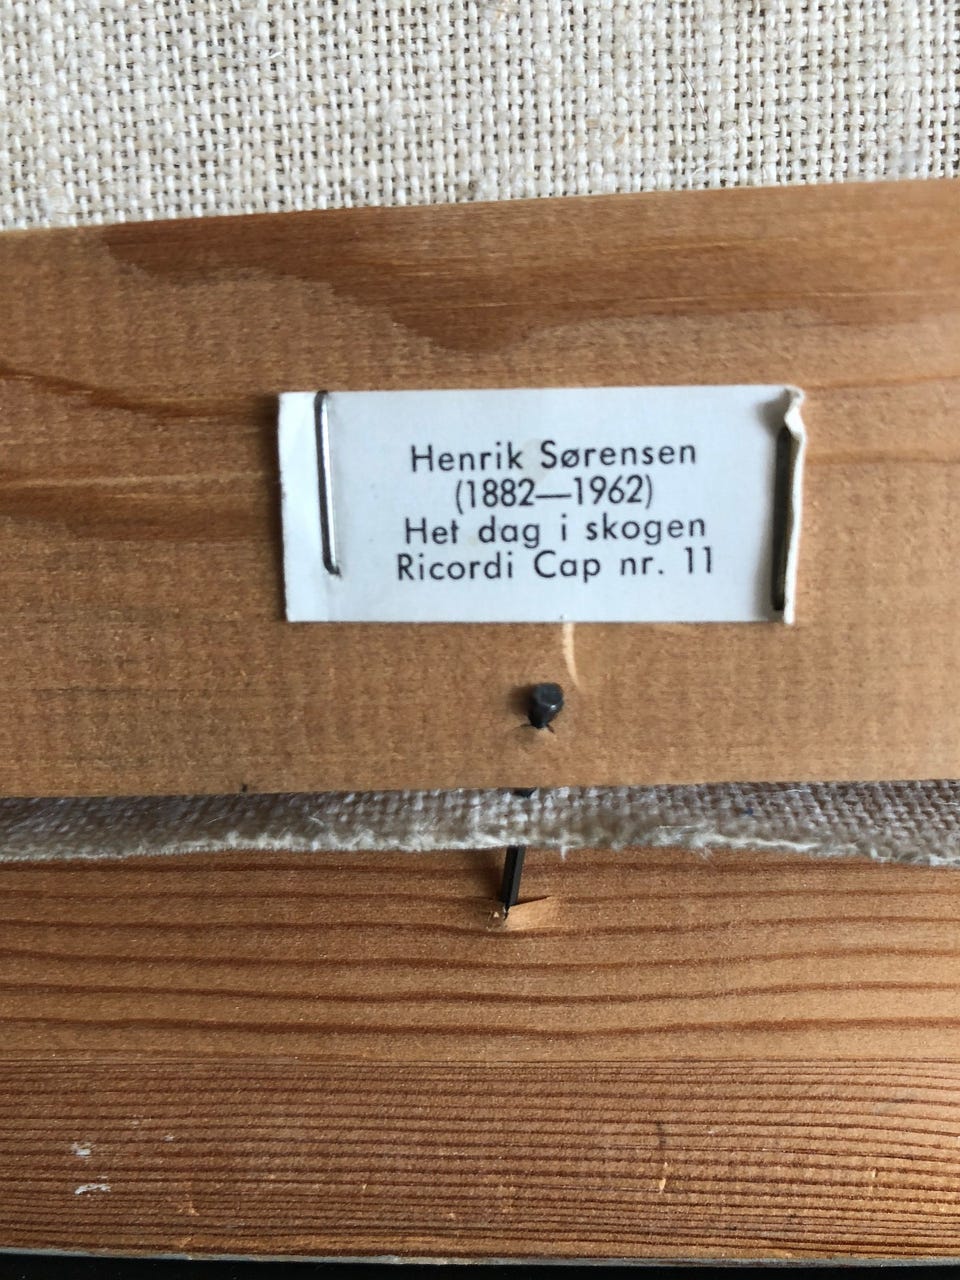 Henrik Sørensen
(1882—1962)
Het dag i skogen
Ricordi Cap nr. 11